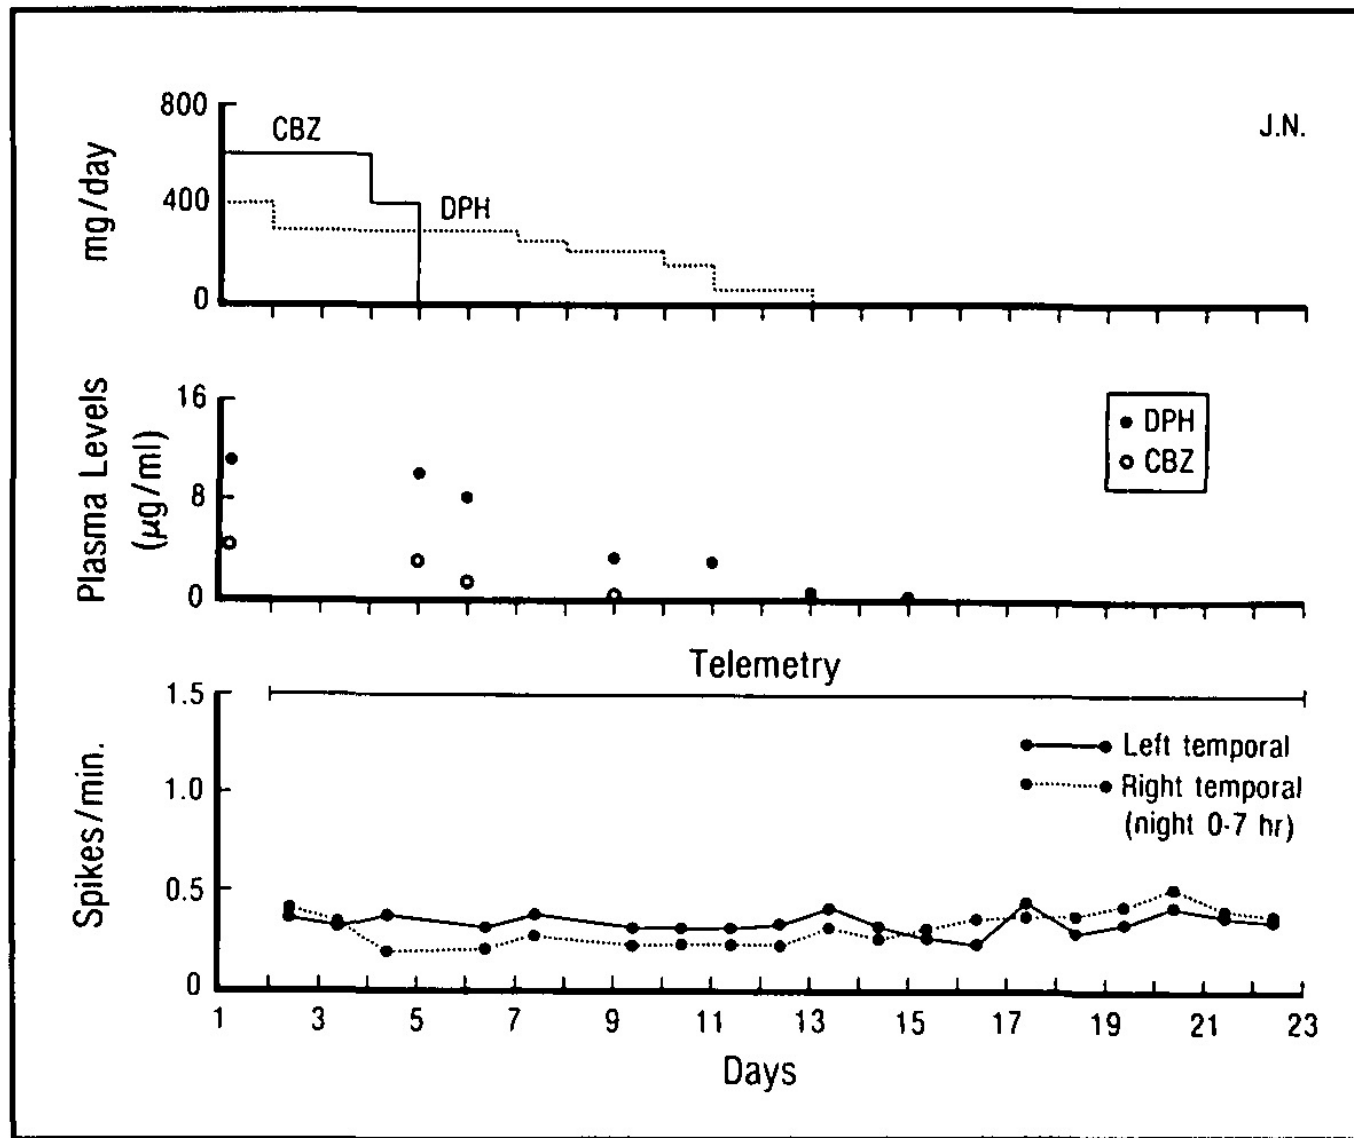 J.N.
mg/day
800
400
0
CBZ
DPH
Plasma Levels
(μg/ml)
16
8
0
DPH
CBZ
Telemetry
Spikes/min.
1.5
1.0
0.5
0
Left temporal
Right temporal
(night 0-7 hr)
1 3 5 7 9 11 13 15 17 19 21 23
Days